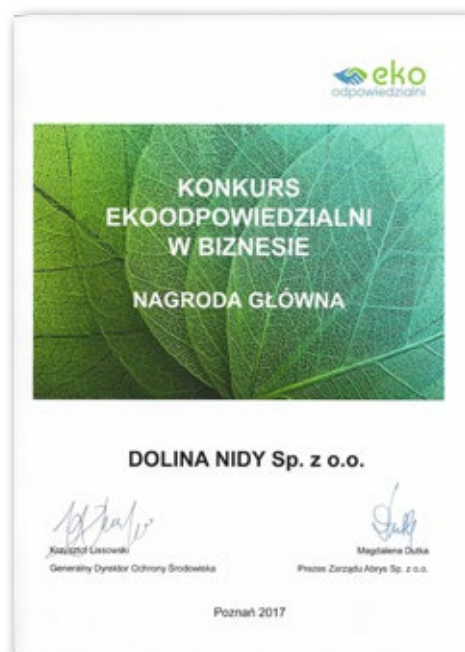 eko
odpowiedzialni
KONKURS
EKOODPOWIEDZIALNI
W BIZNESIE
NAGRODA GŁÓWNA
DOLINA NIDY Sp. z o.o.
Krzysztof Lissowski
Generalny Dyrektor Ochrony Środowiska
Magdalena Dutka
Prezes Zarządu Abrys Sp. z o.o.
Poznań 2017